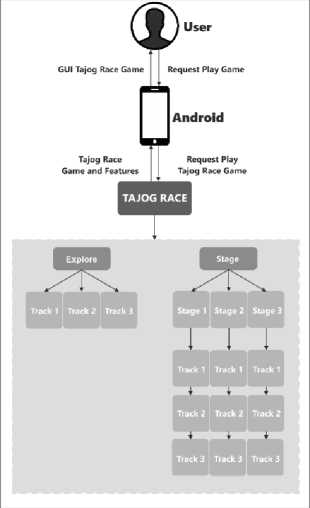 User
GUI Tajog Race Game
Request Play Game
Android
Tajog Race
Game and Features
Request Play
Tajog Race Game
TAJOG RACE
Explore
Stage
Track 1 Track 2 Track 3
Stage 1 Stage 2 Stage 3
Track 1 Track 1 Track 1
Track 2 Track 2 Track 2
Track 3 Track 3 Track 3